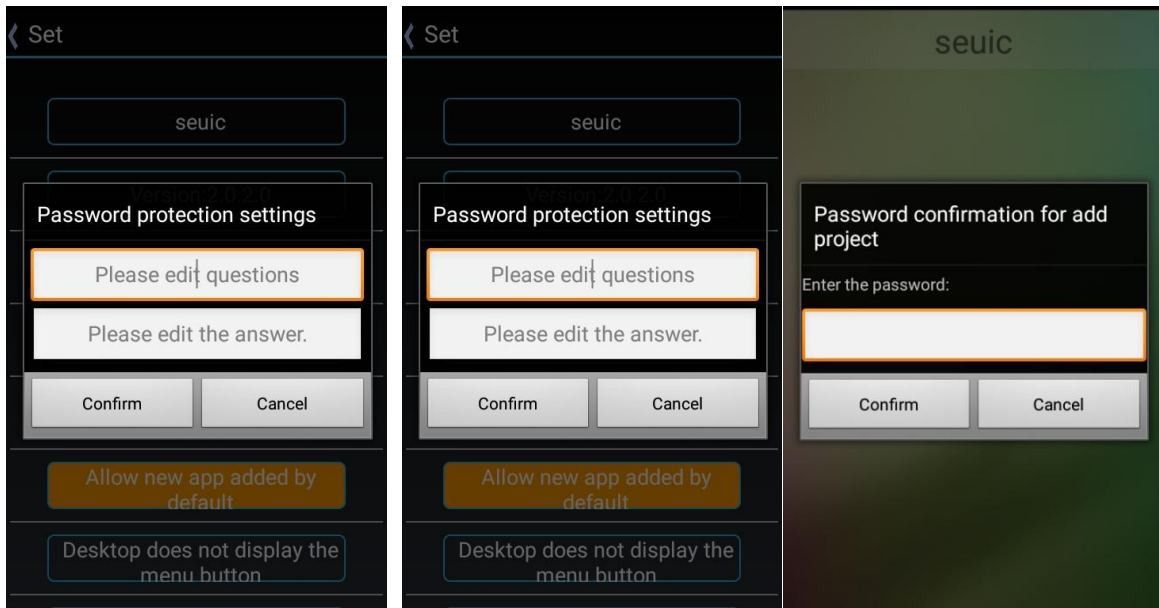 Set
seuic
Version:2.0.2.0
Password protection settings
Please edit questions
Please edit the answer.
Confirm
Cancel
Allow new app added by
default
Desktop does not display the
menu button
Set
seuic
Version:2.0.2.0
Password protection settings
Please edit questions
Please edit the answer.
Confirm
Cancel
Allow new app added by
default
Desktop does not display the
menu button
seuic
Password confirmation for add
project
Enter the password:
Confirm
Cancel